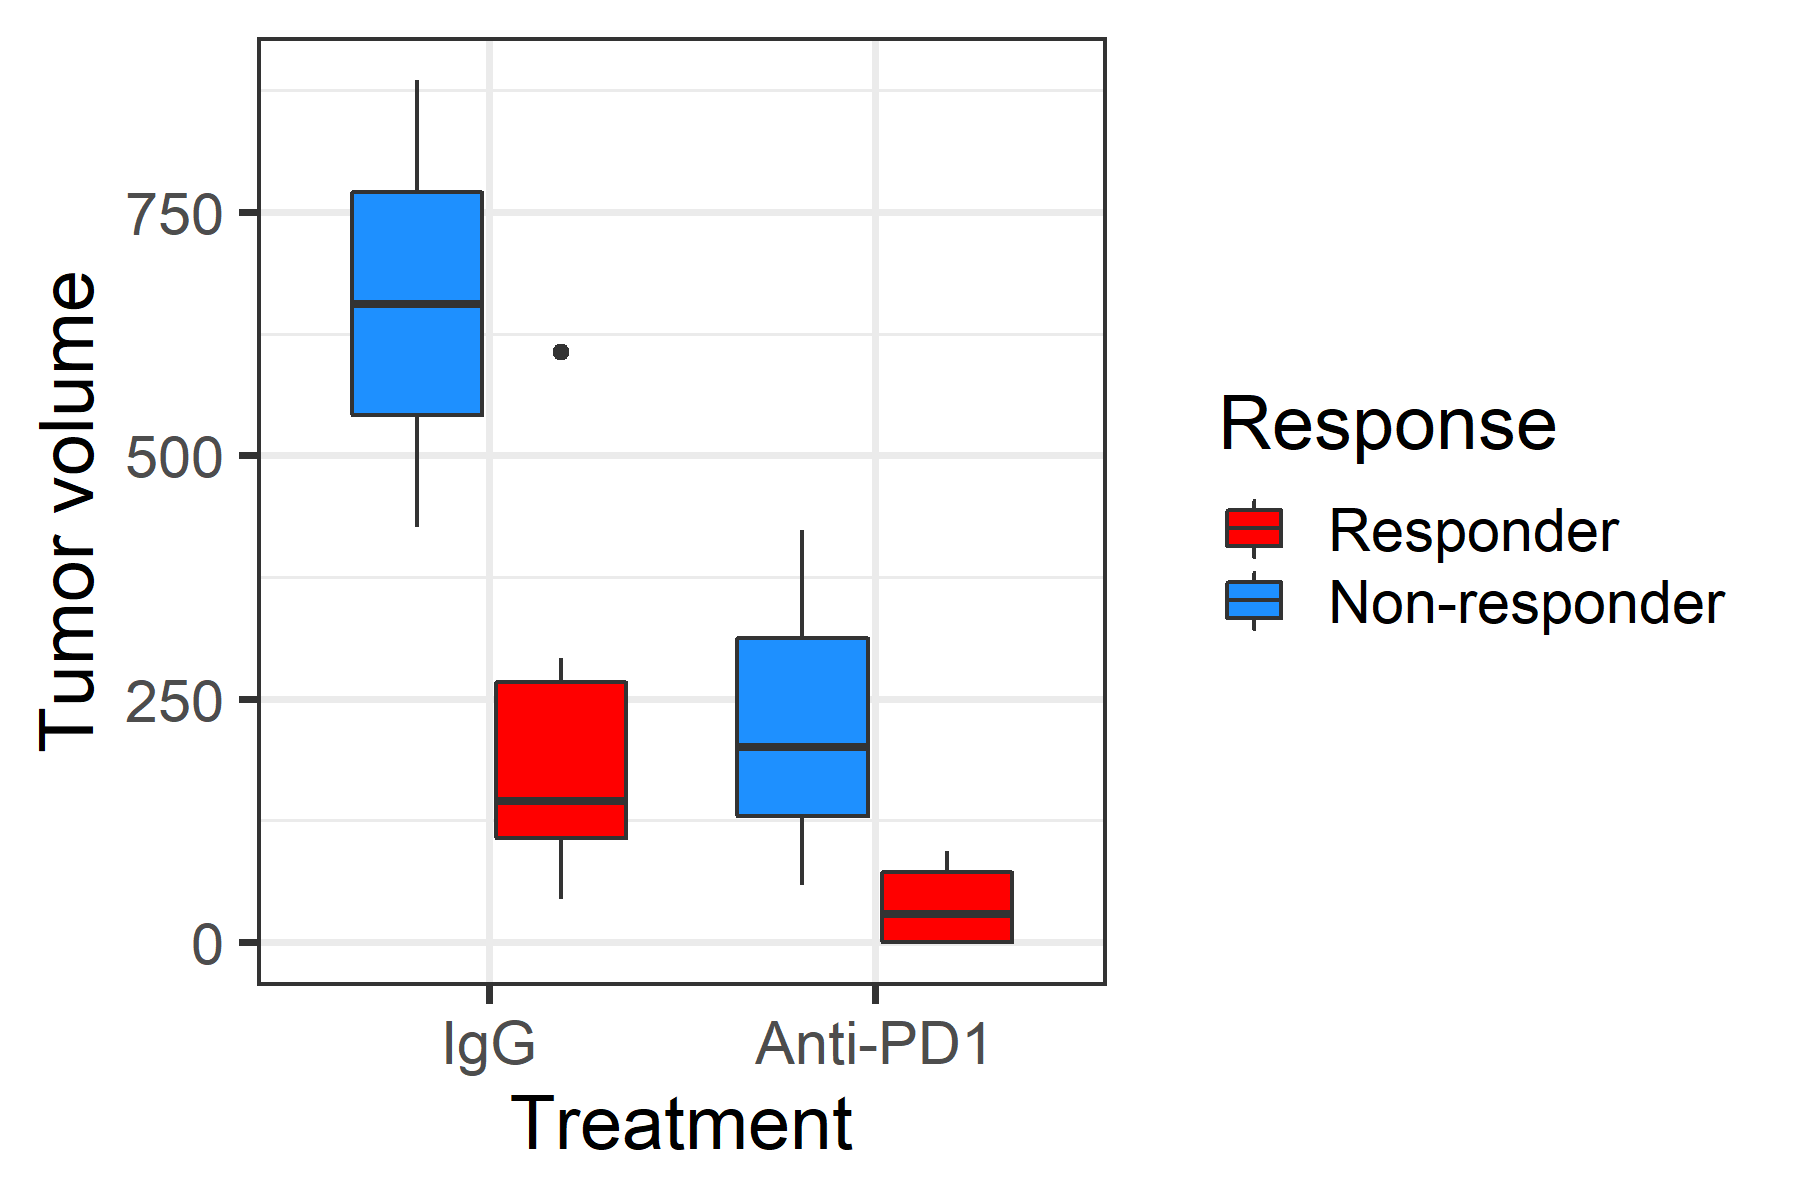 Tumor volume
750
500
250
0
IgG
Anti-PD1
Treatment
Response
Responder
Non-responder